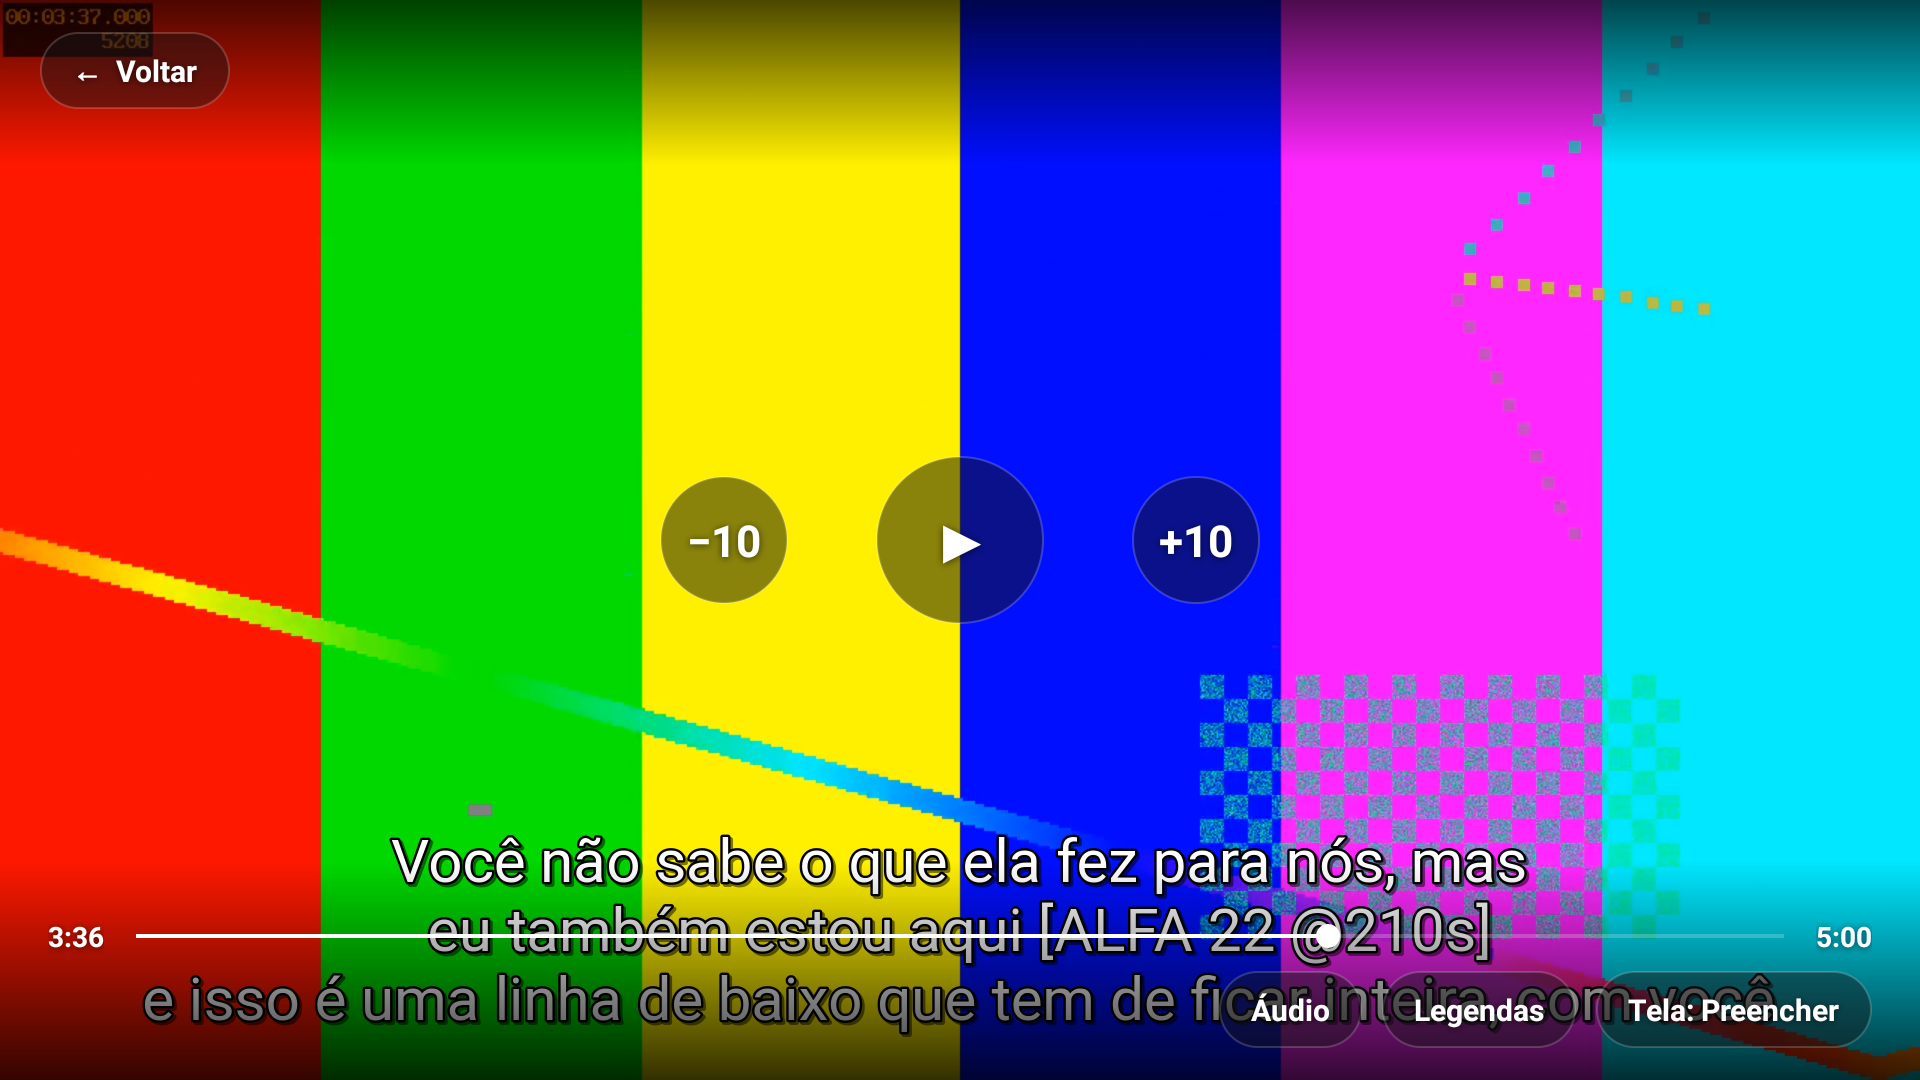 00:03:37.000
5208
← Voltar
−10
+10
Você não sabe o que ela fez para nós, mas
eu também estou aqui [ALFA 22 @210s]
3:36
5:00
e isso é uma linha de baixo que tem de ficar inteira, com você
Áudio
Legendas
Tela: Preencher